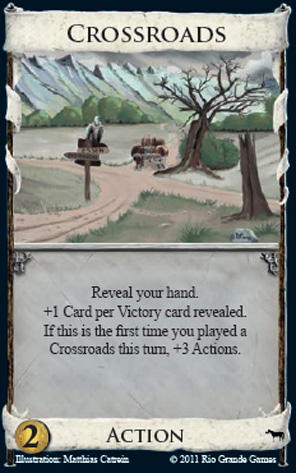 CROSSROADS
Reveal your hand.
+1 Card per Victory card revealed.
If this is the first time you played a
Crossroads this turn, +3 Actions.
2
ACTION
Illustration: Matthias Catrein
© 2011 Rio Grande Games